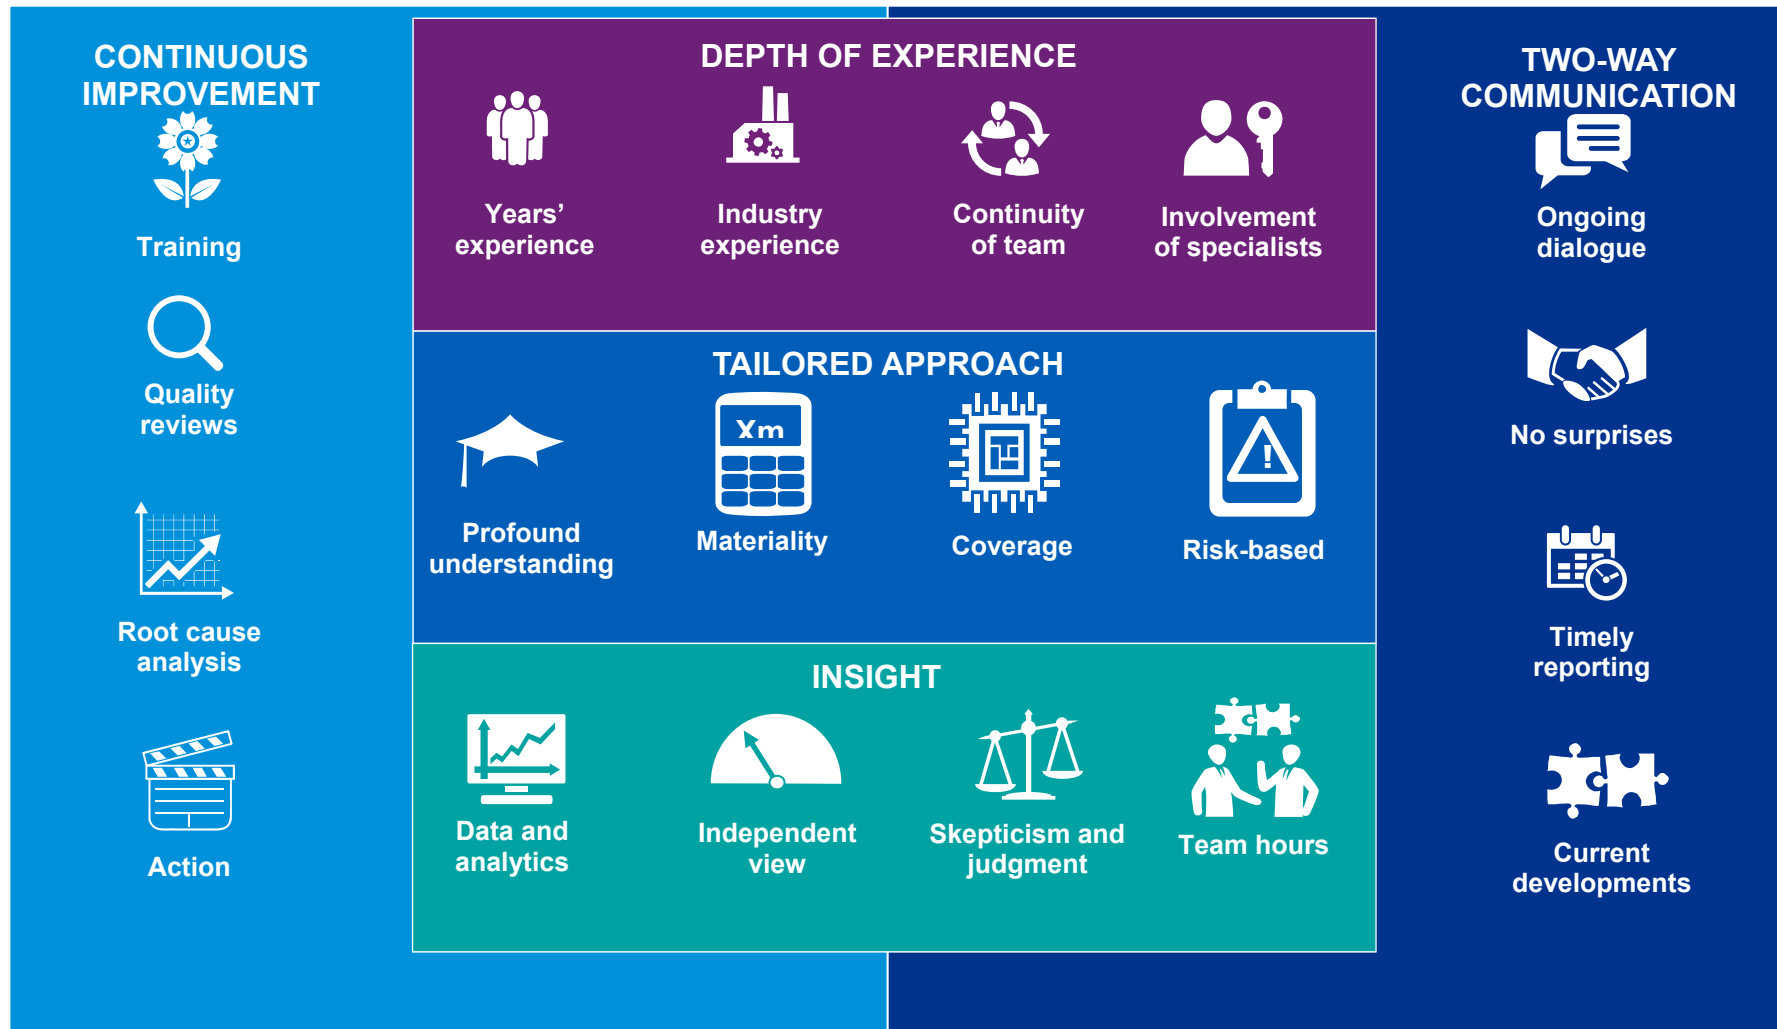 CONTINUOUS
IMPROVEMENT
Training
Quality
reviews
Root cause
analysis
Action
DEPTH OF EXPERIENCE
Years’
experience
Industry
experience
Continuity
of team
Involvement
of specialists
TAILORED APPROACH
Profound
understanding
Xm
Materiality
Coverage
!
Risk-based
INSIGHT
Data and
analytics
Independent
view
Skepticism and
judgment
Team hours
TWO-WAY
COMMUNICATION
Ongoing
dialogue
No surprises
Timely
reporting
Current
developments